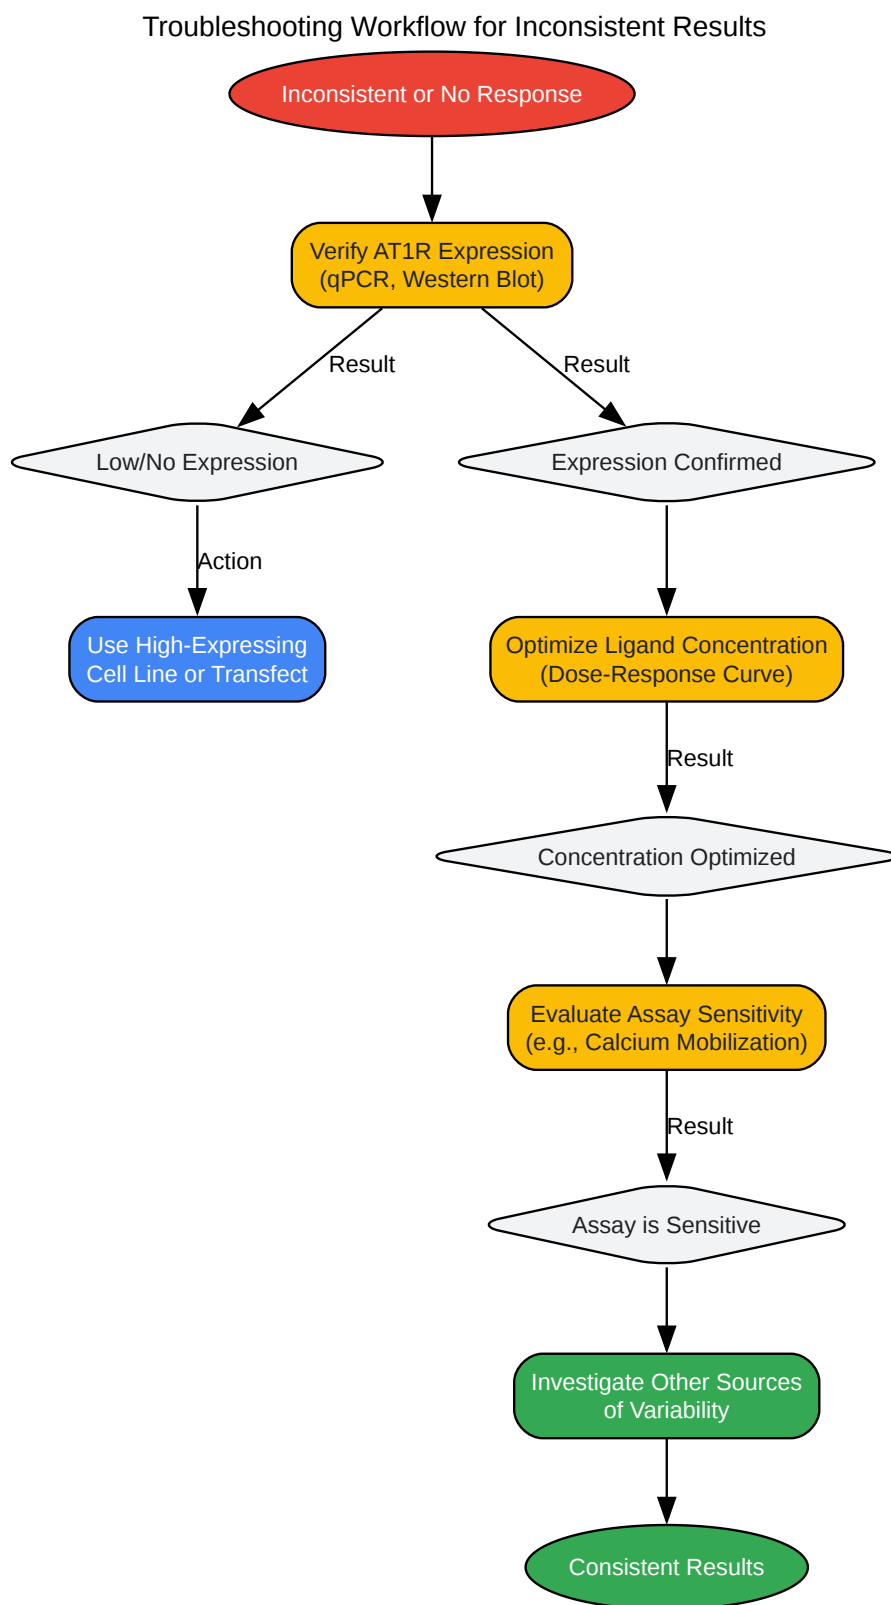 Troubleshooting Workflow for Inconsistent Results
Inconsistent or No Response
Verify AT1R Expression
(qPCR, Western Blot)
Result
Result
Low/No Expression
Expression Confirmed
Action
Use High-Expressing
Cell Line or Transfect
Optimize Ligand Concentration
(Dose-Response Curve)
Result
Concentration Optimized
Evaluate Assay Sensitivity
(e.g., Calcium Mobilization)
Result
Assay is Sensitive
Investigate Other Sources
of Variability
Consistent Results